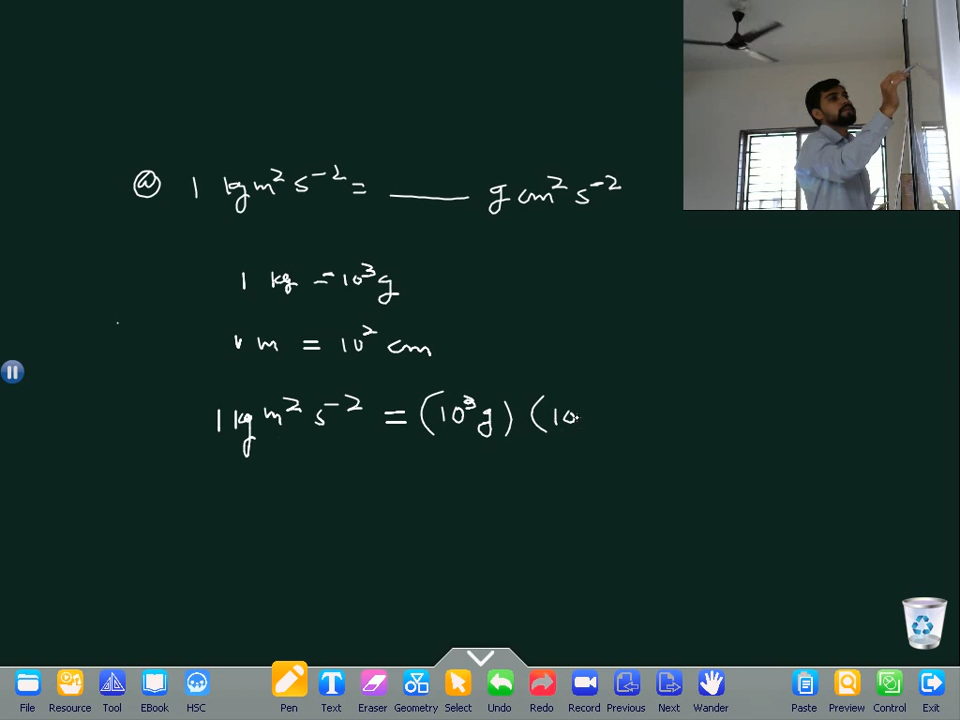 (a) 1 kg m² s⁻² = ____ g cm² s⁻²
1 kg = 10³ g
1 m = 10² cm
1 kg m² s⁻² = (10³ g) (10
File Resource Tool EBook HSC Pen Text Eraser Geometry Select Undo Redo Record Previous Next Wander Paste Preview Control Exit